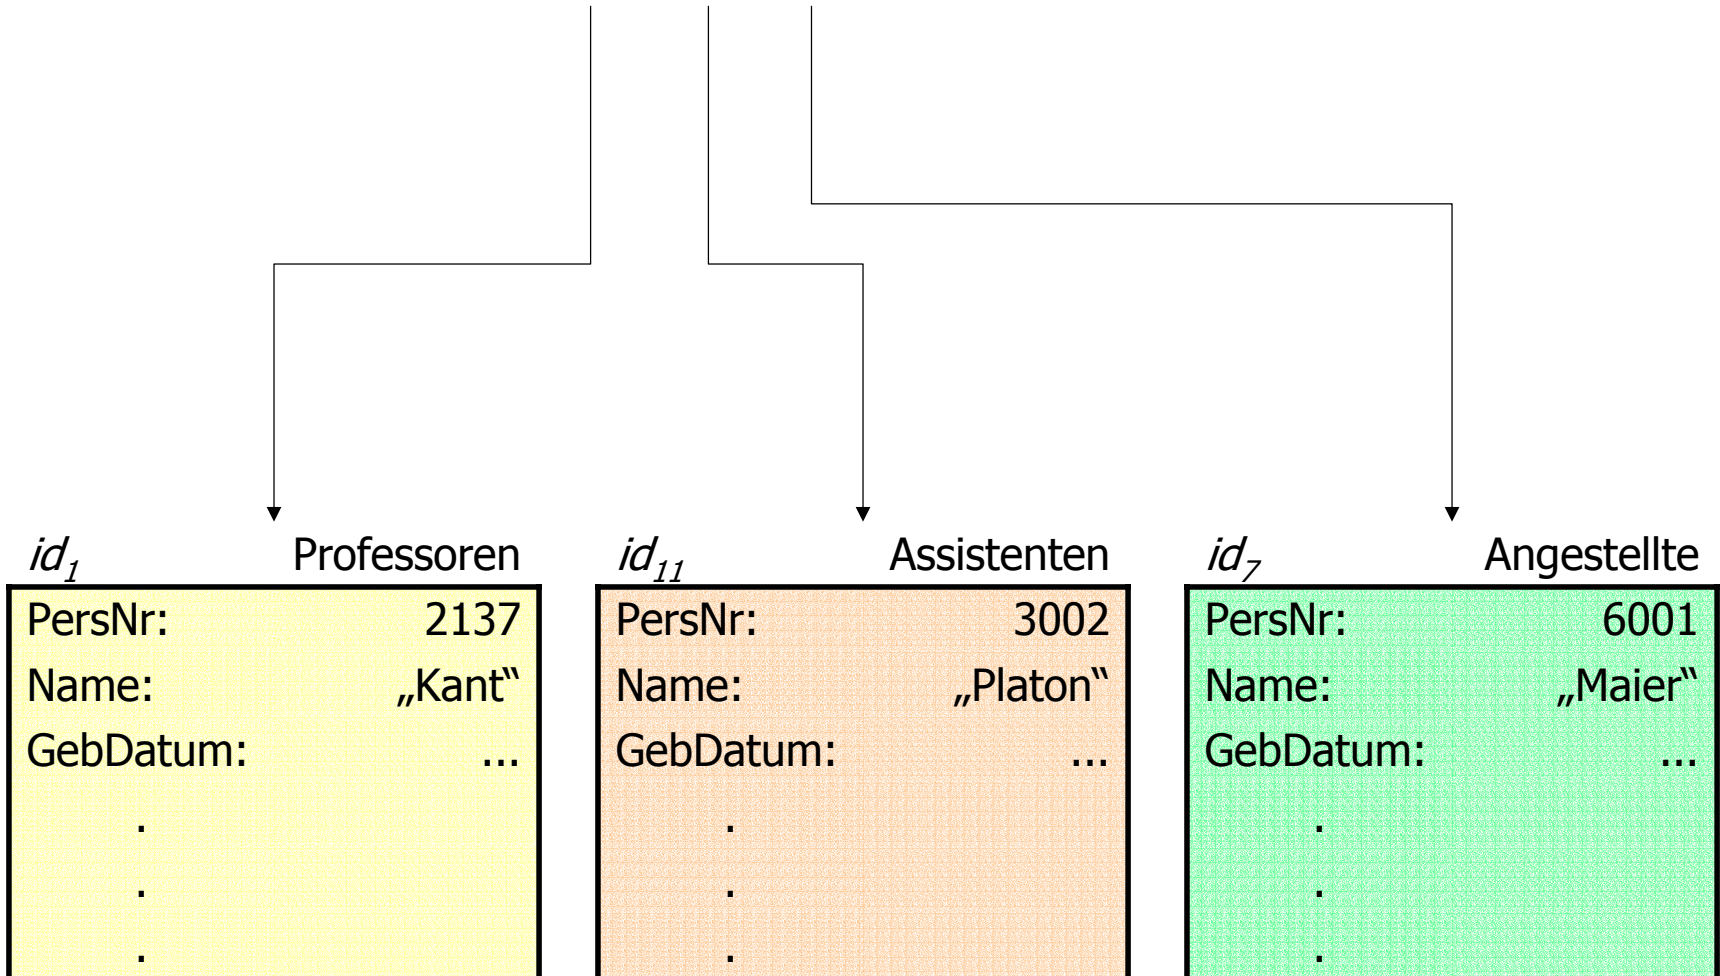 id₁ Professoren
PersNr: 2137
Name: „Kant“
GebDatum: ...
.
.
.
id₁₁ Assistenten
PersNr: 3002
Name: „Platon“
GebDatum: ...
.
.
.
id₇ Angestellte
PersNr: 6001
Name: „Maier“
GebDatum: ...
.
.
.